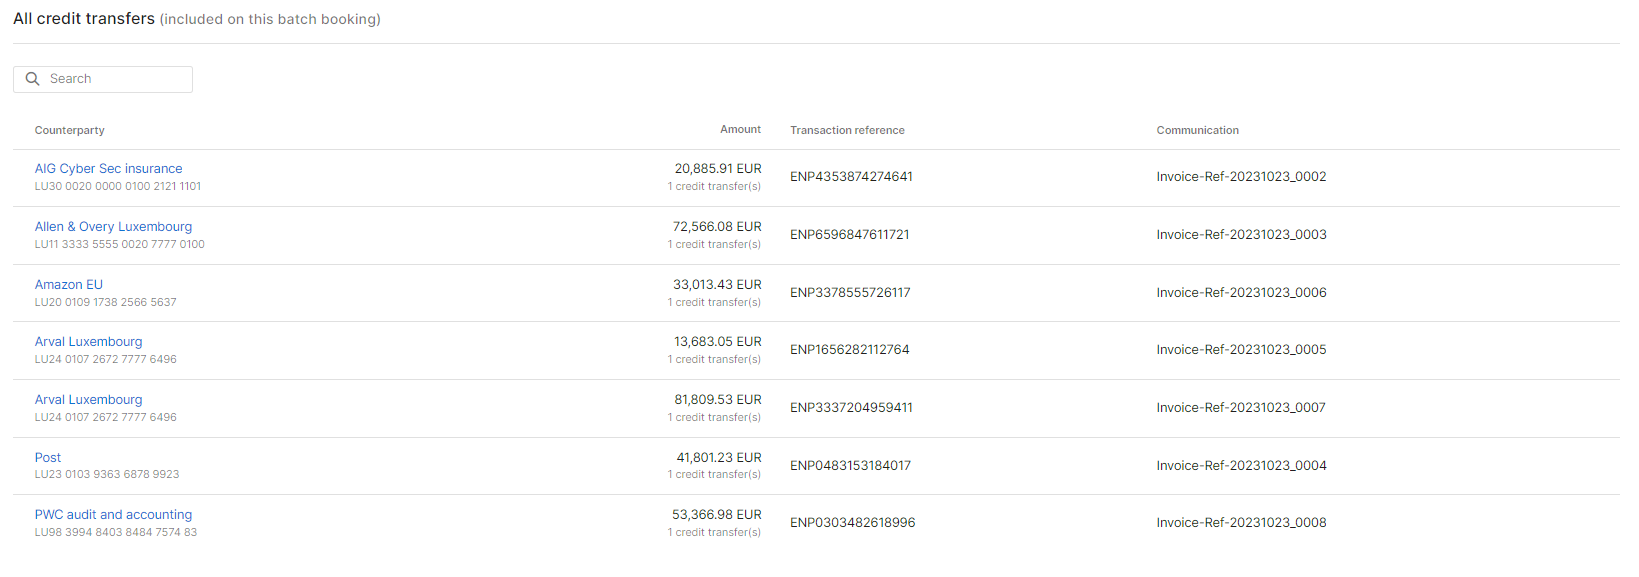 All credit transfers (included on this batch booking)
Search
Counterparty Amount Transaction reference Communication
AIG Cyber Sec insurance 20,885.91 EUR ENP4353874274641 Invoice-Ref-20231023_0002
LU30 0020 0000 0100 2121 1101 1 credit transfer(s)
Allen & Overy Luxembourg 72,566.08 EUR ENP6596847611721 Invoice-Ref-20231023_0003
LU11 3333 5555 0020 7777 0100 1 credit transfer(s)
Amazon EU 33,013.43 EUR ENP3378555726117 Invoice-Ref-20231023_0006
LU20 0109 1738 2566 5637 1 credit transfer(s)
Arval Luxembourg 13,683.05 EUR ENP1656282112764 Invoice-Ref-20231023_0005
LU24 0107 2672 7777 6496 1 credit transfer(s)
Arval Luxembourg 81,809.53 EUR ENP3337204959411 Invoice-Ref-20231023_0007
LU24 0107 2672 7777 6496 1 credit transfer(s)
Post 41,801.23 EUR ENP0483153184017 Invoice-Ref-20231023_0004
LU23 0103 9363 6878 9923 1 credit transfer(s)
PWC audit and accounting 53,366.98 EUR ENP0303482618996 Invoice-Ref-20231023_0008
LU98 3994 8403 8484 7574 83 1 credit transfer(s)